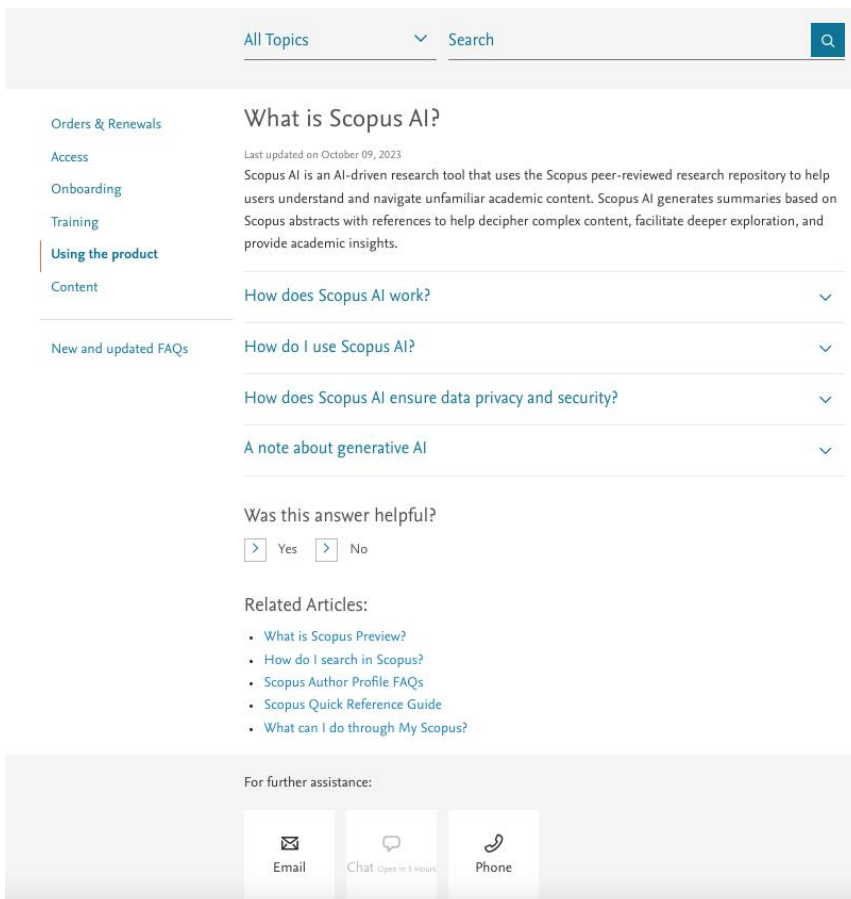 All Topics
Search
Orders & Renewals
Access
Onboarding
Training
Using the product
Content
New and updated FAQs
What is Scopus AI?
Last updated on October 09, 2023
Scopus AI is an AI-driven research tool that uses the Scopus peer-reviewed research repository to help
users understand and navigate unfamiliar academic content. Scopus AI generates summaries based on
Scopus abstracts with references to help decipher complex content, facilitate deeper exploration, and
provide academic insights.
How does Scopus AI work?
How do I use Scopus AI?
How does Scopus AI ensure data privacy and security?
A note about generative AI
Was this answer helpful?
Yes
No
Related Articles:
• What is Scopus Preview?
• How do I search in Scopus?
• Scopus Author Profile FAQs
• Scopus Quick Reference Guide
• What can I do through My Scopus?
For further assistance:
Email
Chat Open in 5 Hours
Phone